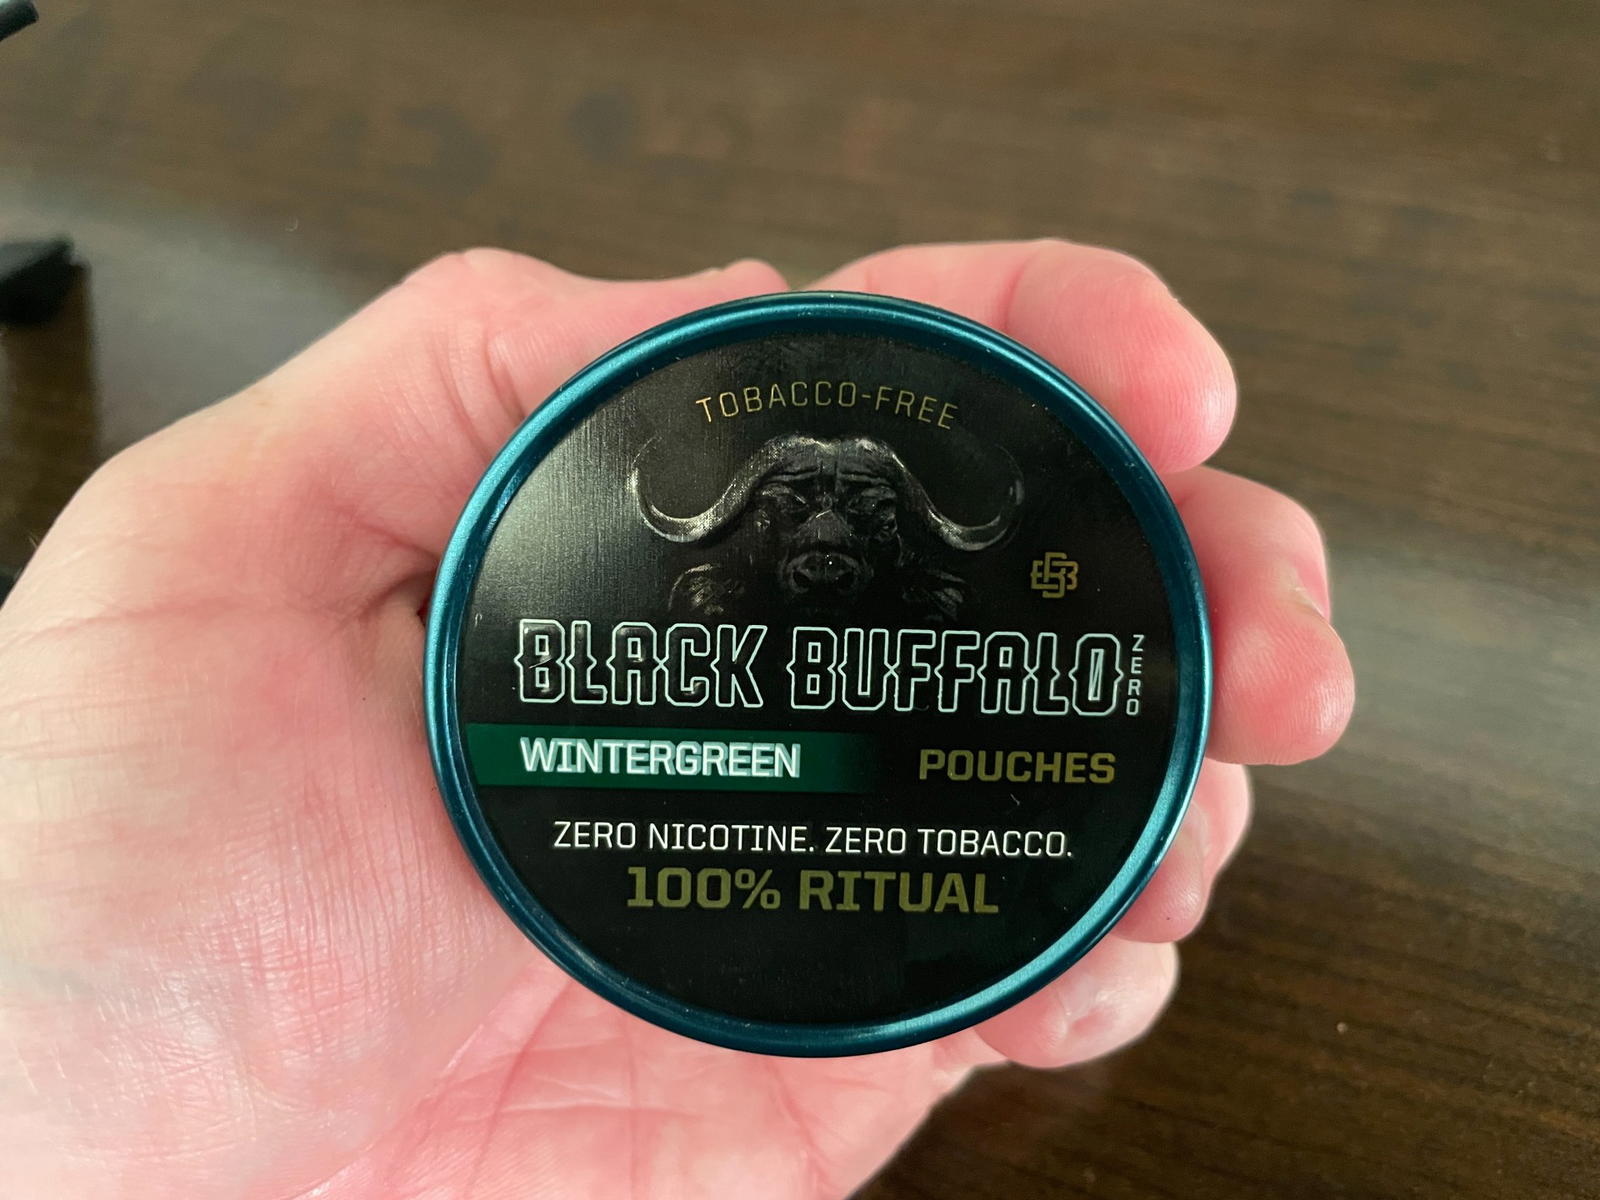 TOBACCO-FREE
BLACK BUFFALO ZERO
WINTERGREEN POUCHES
ZERO NICOTINE. ZERO TOBACCO.
100% RITUAL